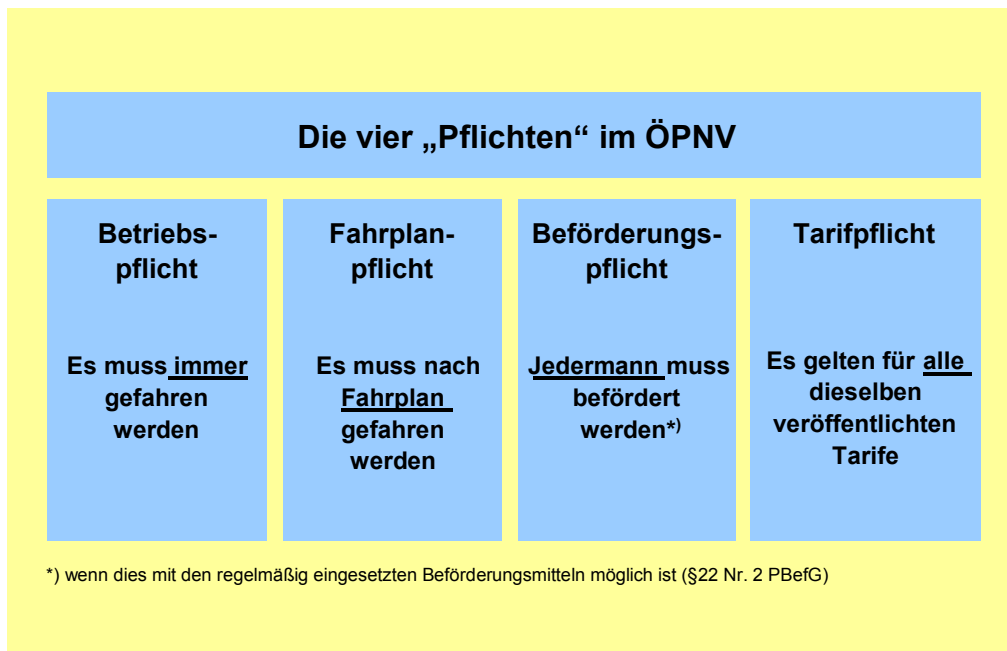 Die vier „Pflichten“ im ÖPNV
Betriebs-
pflicht
Es muss immer
gefahren
werden
Fahrplan-
pflicht
Es muss nach
Fahrplan
gefahren
werden
Beförderungs-
pflicht
Jedermann muss
befördert
werden*)
Tarifpflicht
Es gelten für alle
dieselben
veröffentlichten
Tarife
*) wenn dies mit den regelmäßig eingesetzten Beförderungsmitteln möglich ist (§22 Nr. 2 PBefG)